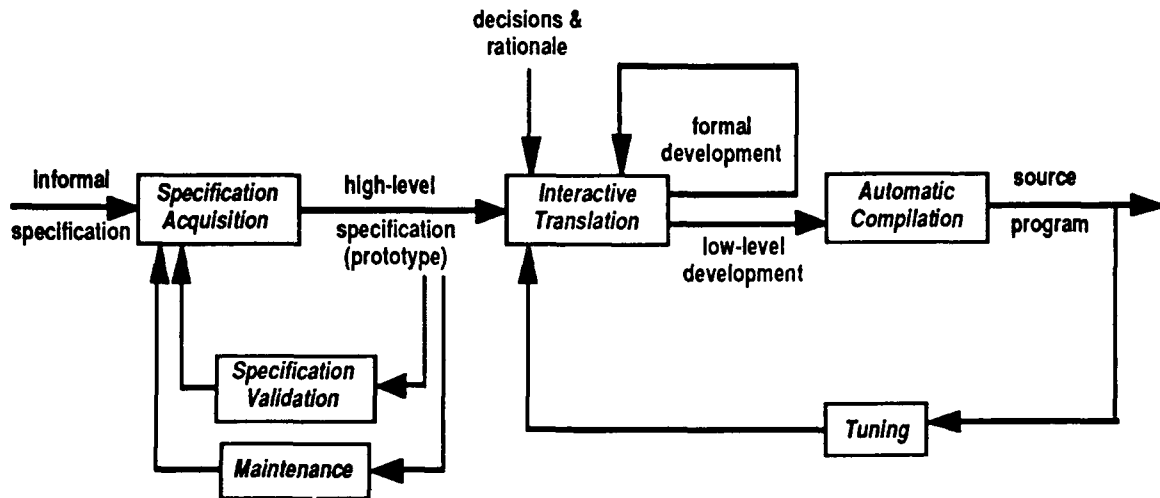 decisions &
rationale
formal
development
informal
specification
Specification
Acquisition
high-level
specification
(prototype)
Interactive
Translation
low-level
development
Automatic
Compilation
source
program
Specification
Validation
Maintenance
Tuning